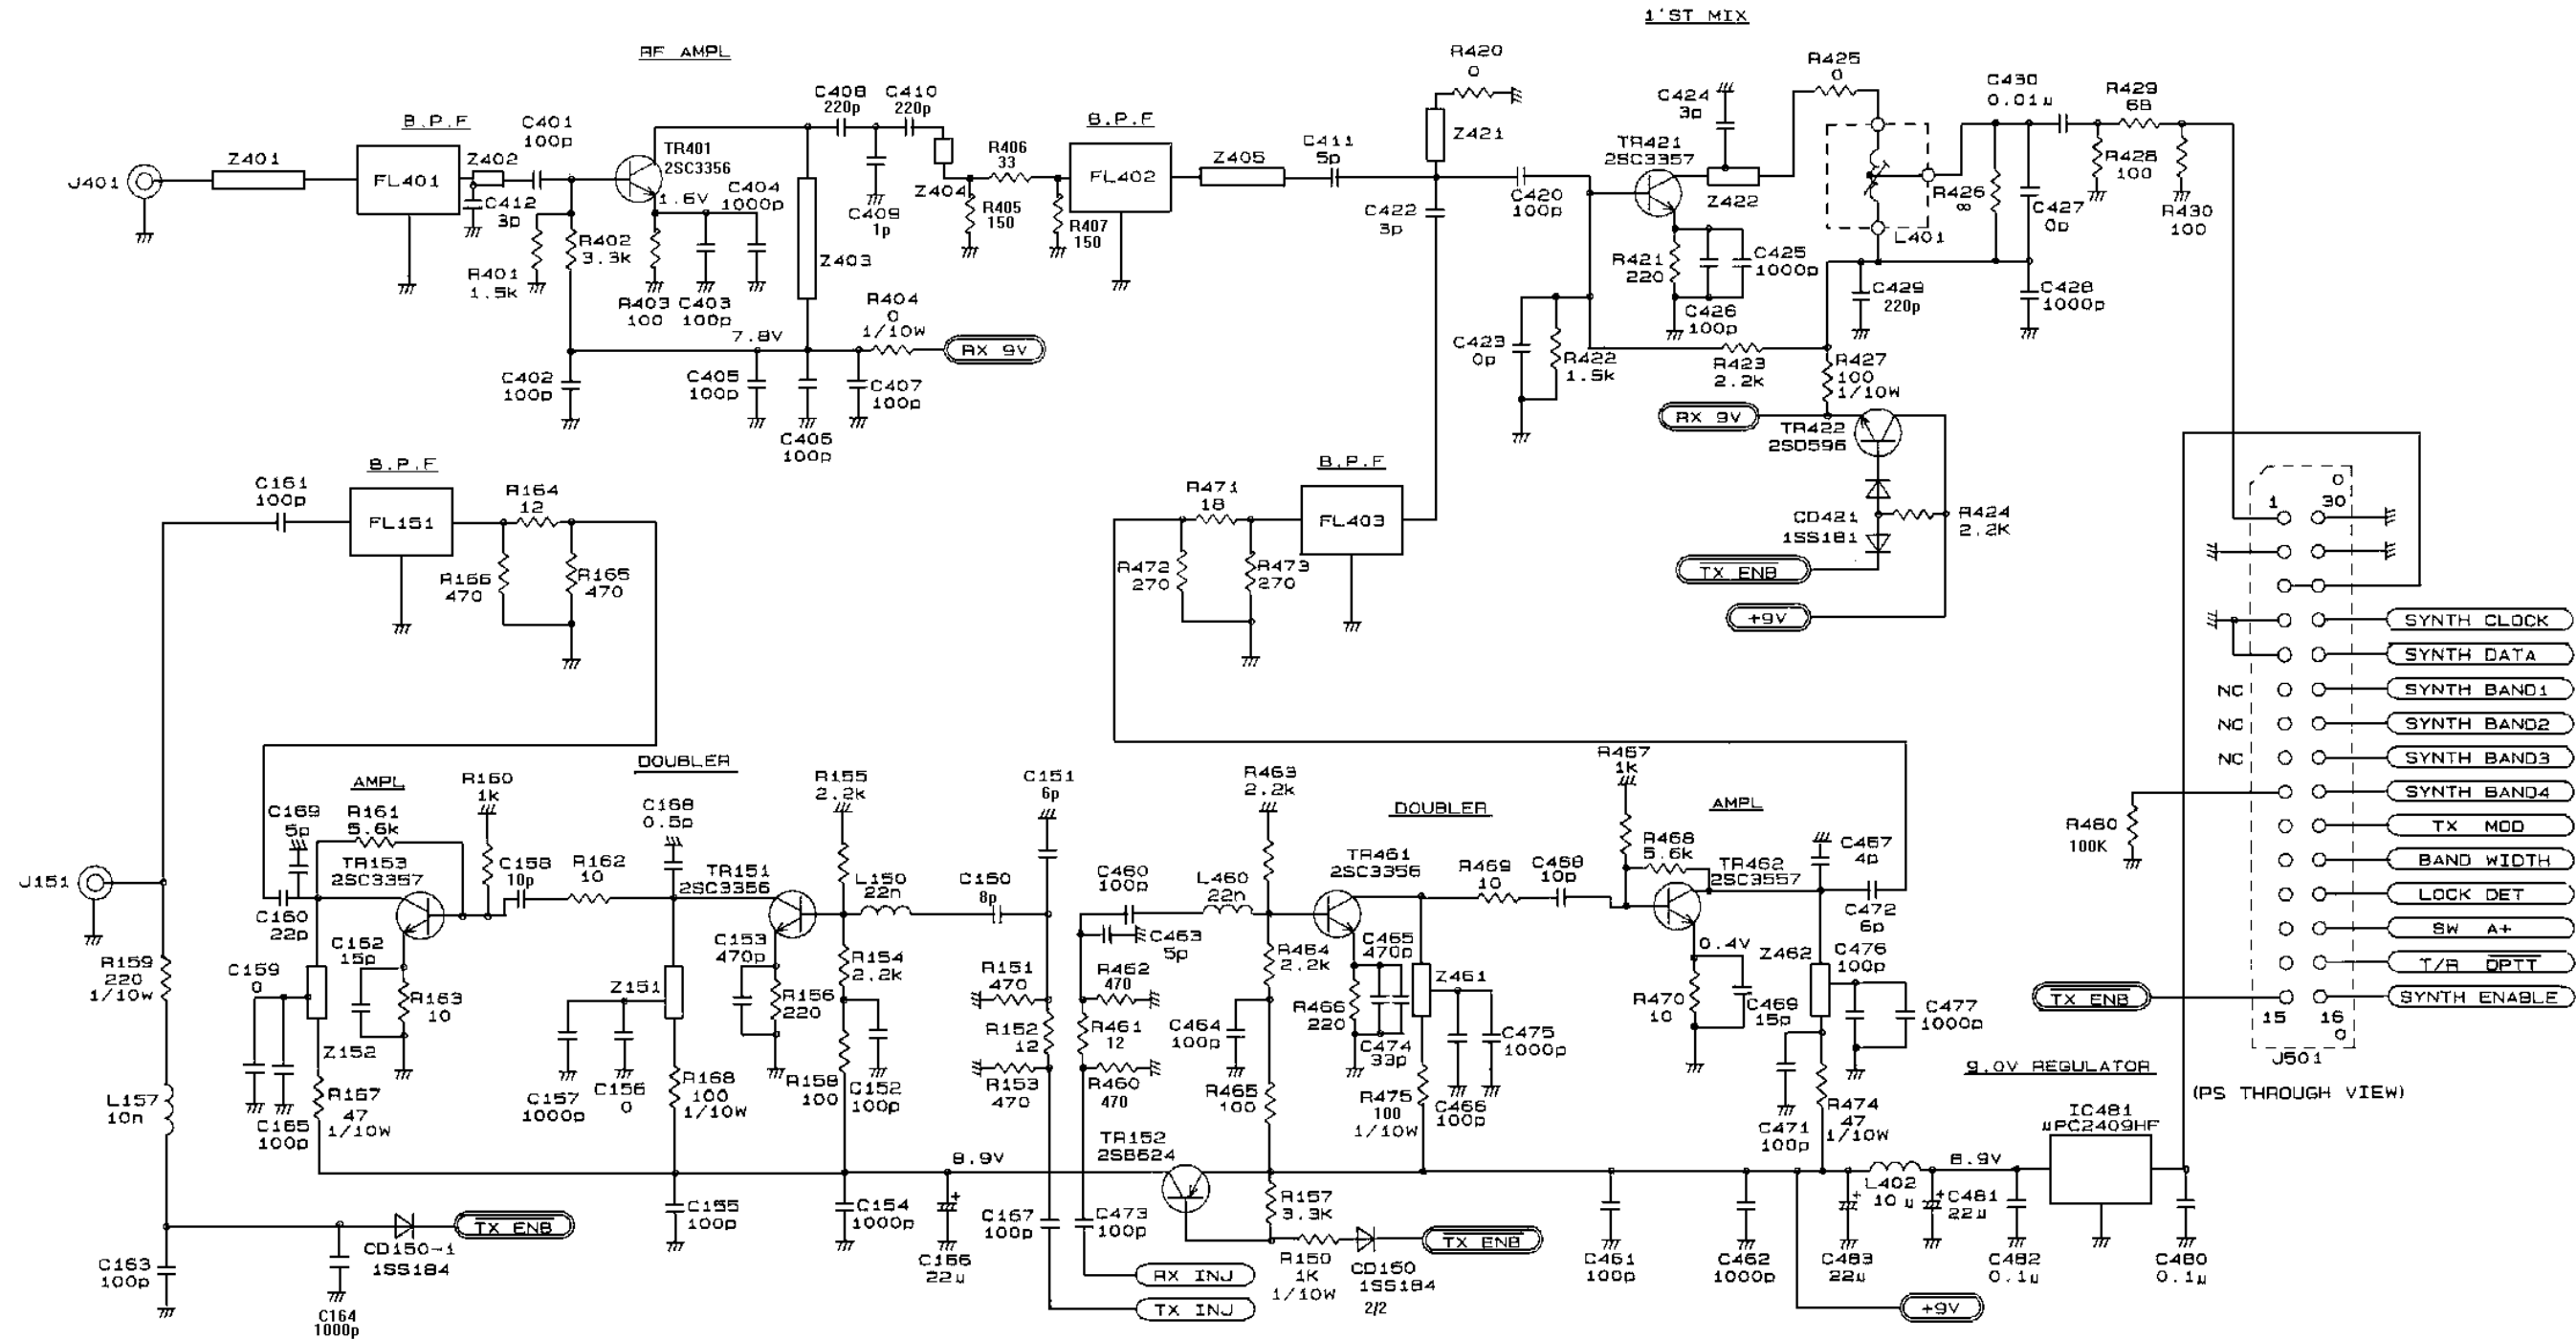 1'ST MIX
RF AMPL
R420
0
R425
0
C424
3p
C430
0.01µ
R429
68
C408
220p
C410
220p
B.P.F
C401
100p
TR401
2SC3356
B.P.F
Z421
TR421
2SC3357
Z401
Z402
R406
33
Z405
C411
5p
R428
100
J401
FL401
FL402
C404
1000p
1.6V
Z404
C412
3p
C409
1p
R405
150
R407
150
C422
3p
C420
100p
Z422
R426
∞
C427
0p
R430
100
R402
3.3k
Z403
L401
R401
1.5k
R421
220
C425
1000p
R403
100
C403
100p
R404
0
1/10W
C426
100p
C429
220p
C428
1000p
7.8V
RX 9V
C423
0p
R422
1.5k
R423
2.2k
R427
100
1/10W
C402
100p
C405
100p
C407
100p
C406
100p
RX 9V
TR422
2SD596
B.P.F
B.P.F
C161
100p
R164
12
R471
18
FL151
FL403
CD421
1SS181
R424
2.2K
1
30
0
R166
470
R165
470
R472
270
R473
270
TX ENB
+9V
SYNTH CLOCK
SYNTH DATA
NC
SYNTH BAND1
NC
SYNTH BAND2
NC
SYNTH BAND3
SYNTH BAND4
TX MOD
BAND WIDTH
LOCK DET
SW A+
T/R OPTT
SYNTH ENABLE
R480
100K
TX ENB
15
16
0
J501
(PS THROUGH VIEW)
DOUBLER
AMPL
R160
1k
R155
2.2k
C151
6p
R463
2.2k
R467
1k
DOUBLER
AMPL
C169
5p
R161
5.6k
C168
0.5p
TR153
2SC3357
C158
10p
R162
10
TR151
2SC3356
L150
22n
C150
8p
C460
100p
L460
22n
TR461
2SC3356
R469
10
C468
10p
R468
5.6k
TR462
2SC3557
C467
4p
J151
C160
22p
C472
6p
C162
15p
C153
470p
C463
5p
C465
470p
0.4V
R159
220
1/10W
C159
0
R154
2.2k
R151
470
R462
470
R464
2.2k
Z461
Z462
C476
100p
R163
10
Z151
R156
220
R152
12
R461
12
C464
100p
R466
220
R470
10
C469
15p
C477
1000p
Z152
C474
33p
C475
1000p
L157
10n
C165
100p
R167
47
1/10W
C157
1000p
C156
0
R168
100
1/10W
R158
100
C152
100p
R153
470
R460
470
R465
100
R475
100
1/10W
C466
100p
C471
100p
R474
47
1/10W
9.0V REGULATOR
IC481
µPC2409HF
TR152
2SB624
8.9V
8.9V
C155
100p
C154
1000p
C166
22µ
C167
100p
C473
100p
R157
3.3K
L402
10 µ
C481
22µ
TX ENB
CD150-1
1SS184
C163
100p
C164
1000p
RX INJ
TX INJ
R150
1K
1/10W
CD150
1SS184
2/2
TX ENB
C461
100p
C462
1000p
C483
22µ
C482
0.1µ
C480
0.1µ
+9V